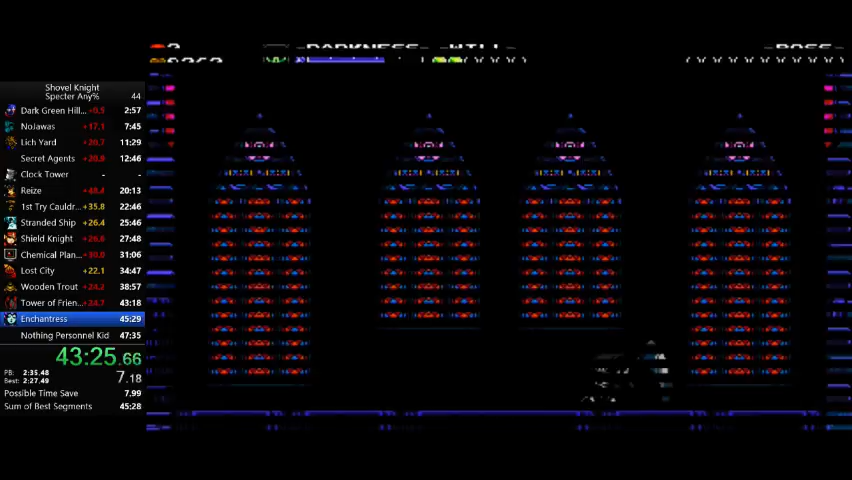 DARKNESS WILL
BOSS
Shovel Knight
Specter Any% 44
Dark Green Hill... -0.5 2:57
NoJawas +17.1 7:45
Lich Yard +20.7 11:29
Secret Agents +20.9 12:46
Clock Tower - -
Reize +48.4 20:13
1st Try Cauldr... +35.8 22:46
Stranded Ship +26.4 25:46
Shield Knight +26.6 27:48
Chemical Plan... +30.0 31:06
Lost City +22.1 34:47
Wooden Trout +24.2 38:57
Tower of Frien... +24.7 43:18
Enchantress 45:29
Nothing Personnel Kid 47:35
43:25.66
PB: 2:35.48
Best: 2:27.49
7.18
Possible Time Save 7.99
Sum of Best Segments 45:28